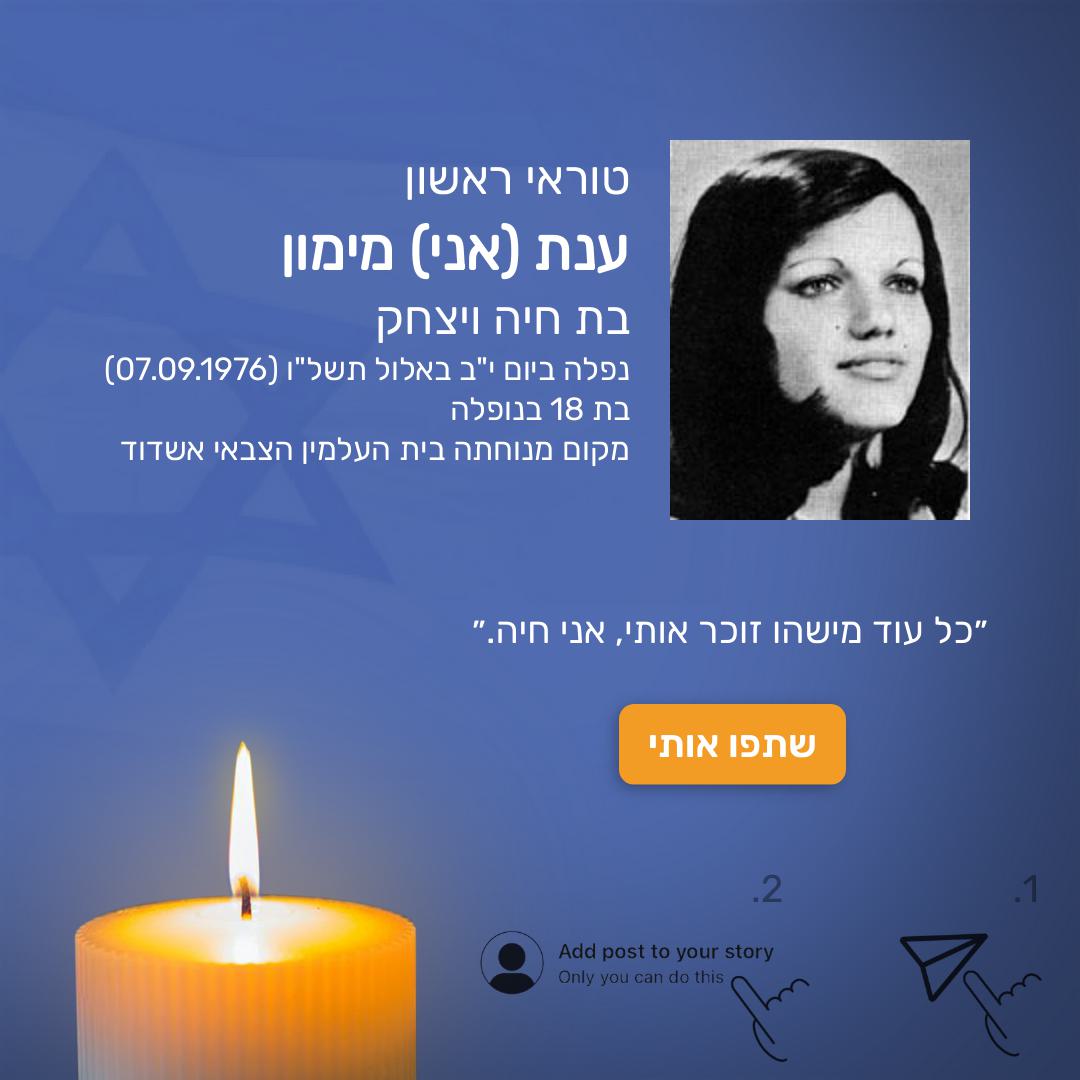 טוראי ראשון
ענת (אני) מימון
בת חיה ויצחק
נפלה ביום י"ב באלול תשל"ו (07.09.1976)
בת 18 בנופלה
מקום מנוחתה בית העלמין הצבאי אשדוד
״כל עוד מישהו זוכר אותי, אני חיה.״
שתפו אותי
.1
.2
Add post to your story
Only you can do this